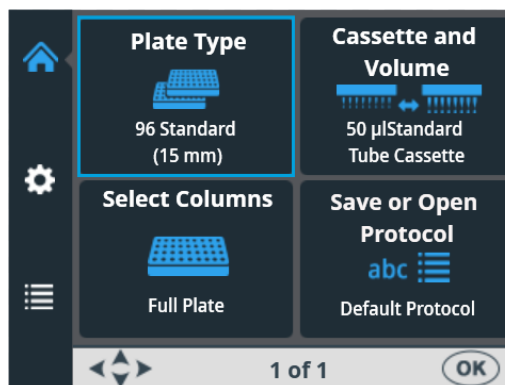 Plate Type
96 Standard
(15 mm)
Cassette and
Volume
50 µlStandard
Tube Cassette
Select Columns
Full Plate
Save or Open
Protocol
abc
Default Protocol
1 of 1
OK